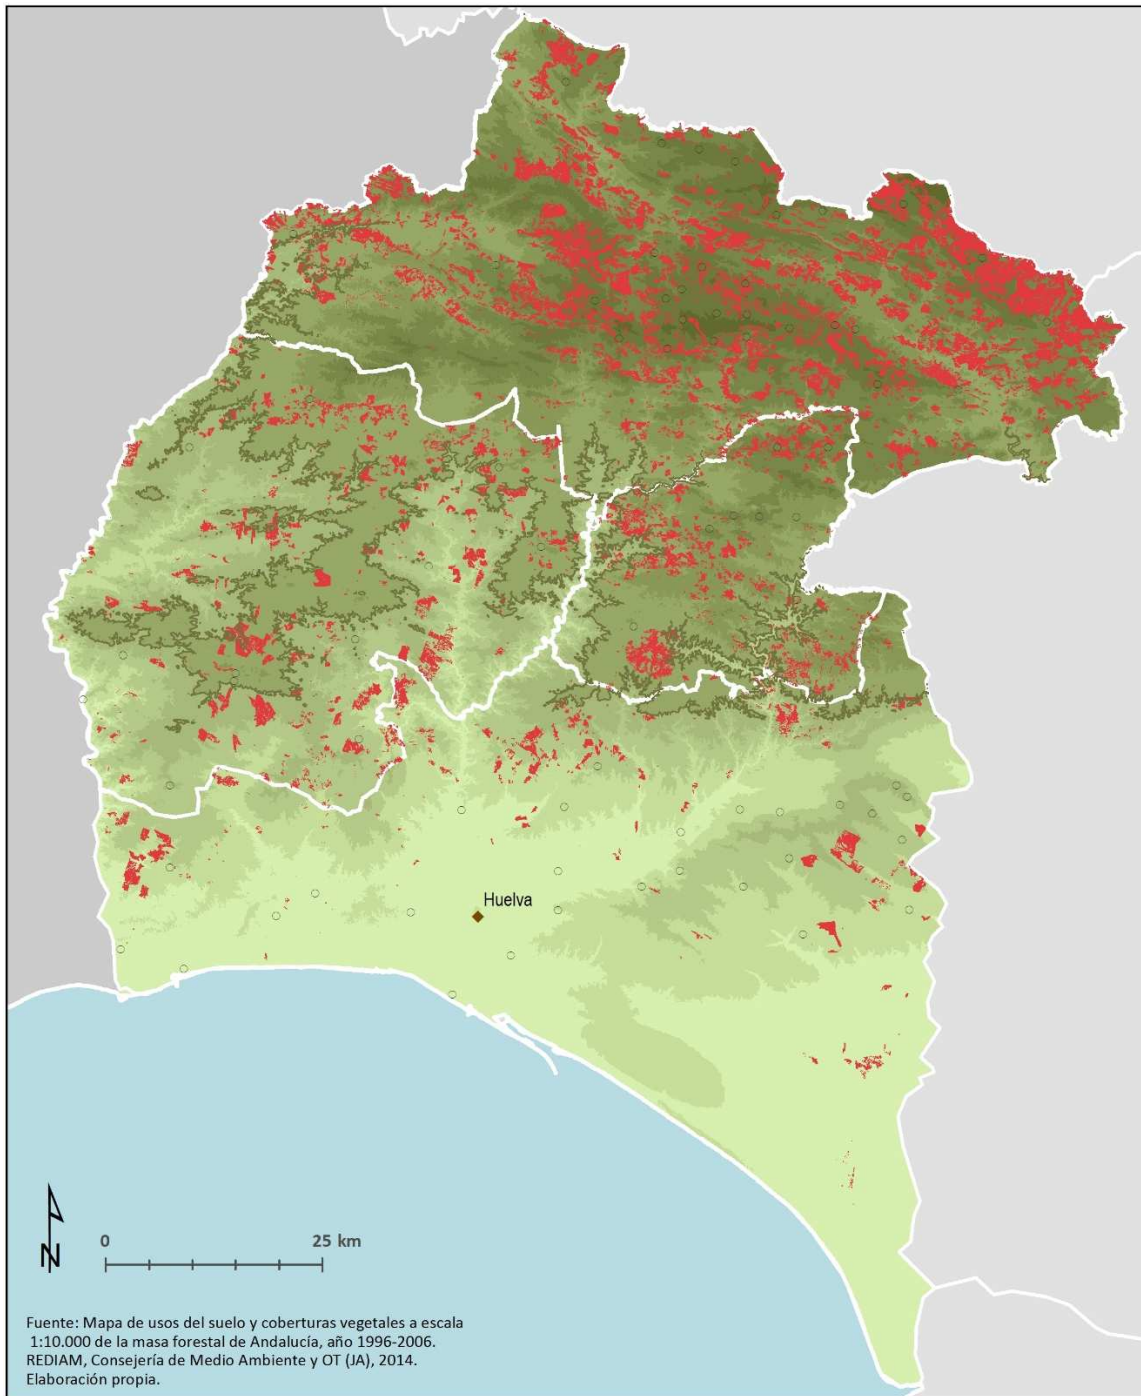 Huelva
N
0 25 km
Fuente: Mapa de usos del suelo y coberturas vegetales a escala
1:10.000 de la masa forestal de Andalucía, año 1996-2006.
REDIAM, Consejería de Medio Ambiente y OT (JA), 2014.
Elaboración propia.